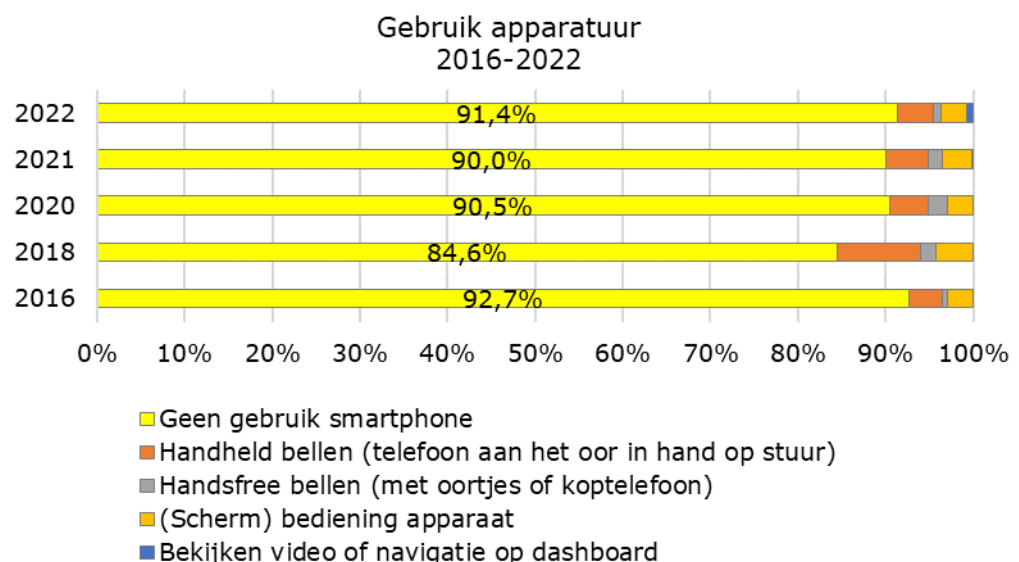 Gebruik apparatuur
2016-2022
2022
91,4%
2021
90,0%
2020
90,5%
2018
84,6%
2016
92,7%
0% 10% 20% 30% 40% 50% 60% 70% 80% 90% 100%
Geen gebruik smartphone
Handheld bellen (telefoon aan het oor in hand op stuur)
Handsfree bellen (met oortjes of koptelefoon)
(Scherm) bediening apparaat
Bekijken video of navigatie op dashboard